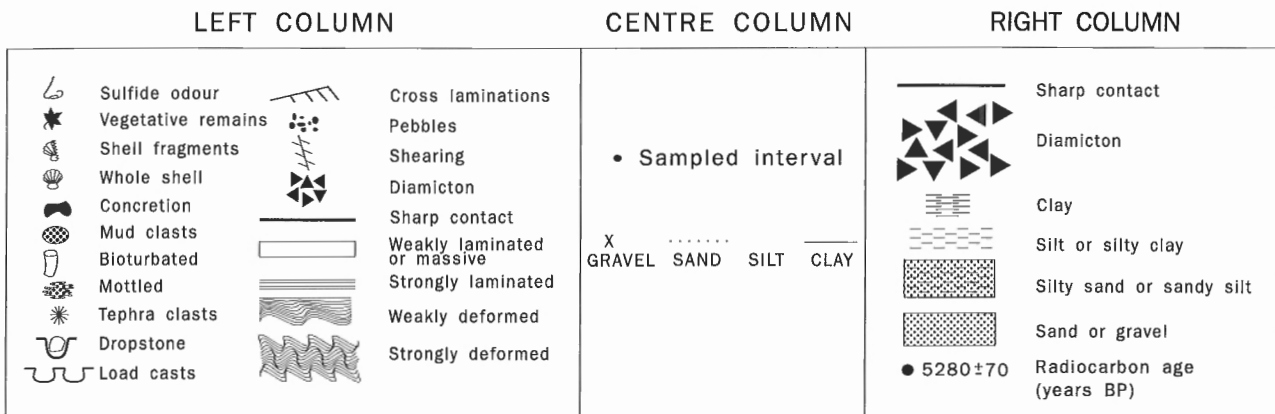 LEFT COLUMN
CENTRE COLUMN
RIGHT COLUMN
Sulfide odour
Vegetative remains
Shell fragments
Whole shell
Concretion
Mud clasts
Bioturbated
Mottled
Tephra clasts
Dropstone
Load casts
Cross laminations
Pebbles
Shearing
Diamicton
Sharp contact
Weakly laminated
or massive
Strongly laminated
Weakly deformed
Strongly deformed
• Sampled interval
X
GRAVEL SAND SILT CLAY
Sharp contact
Diamicton
Clay
Silt or silty clay
Silty sand or sandy silt
Sand or gravel
● 5280±70 Radiocarbon age
(years BP)